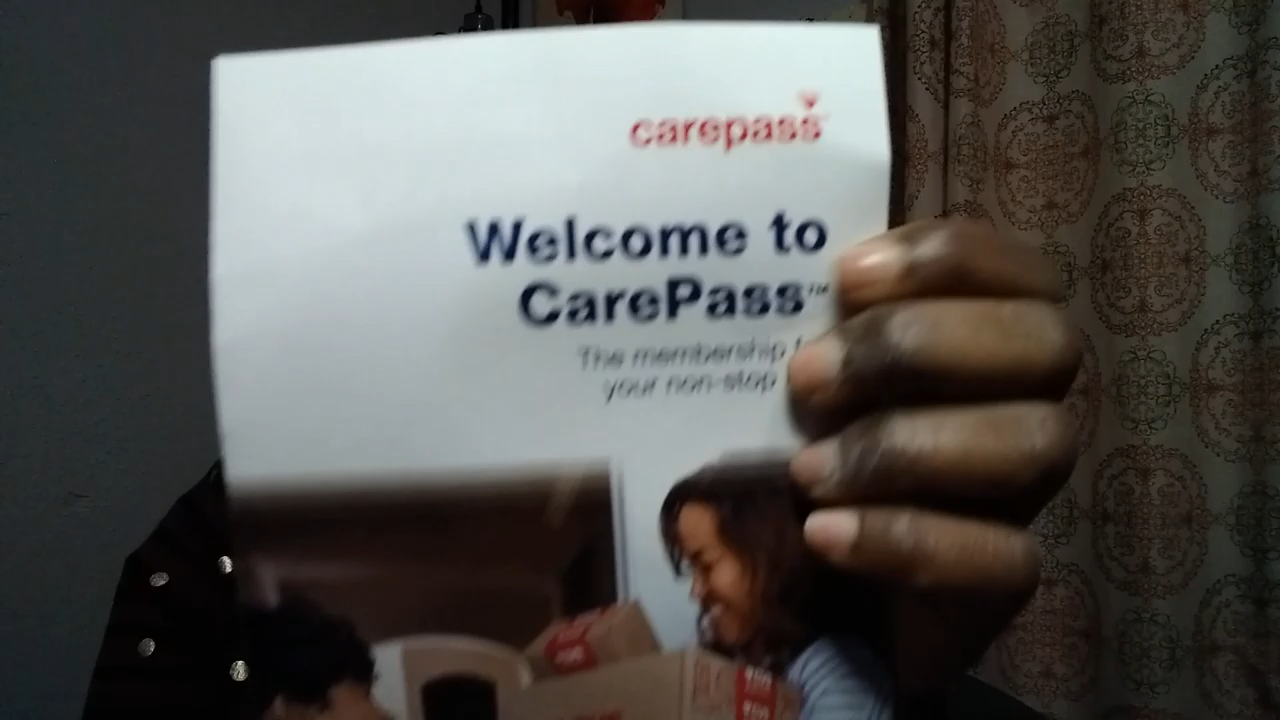 carepass
Welcome to
CarePass™
The membership
your non-stop